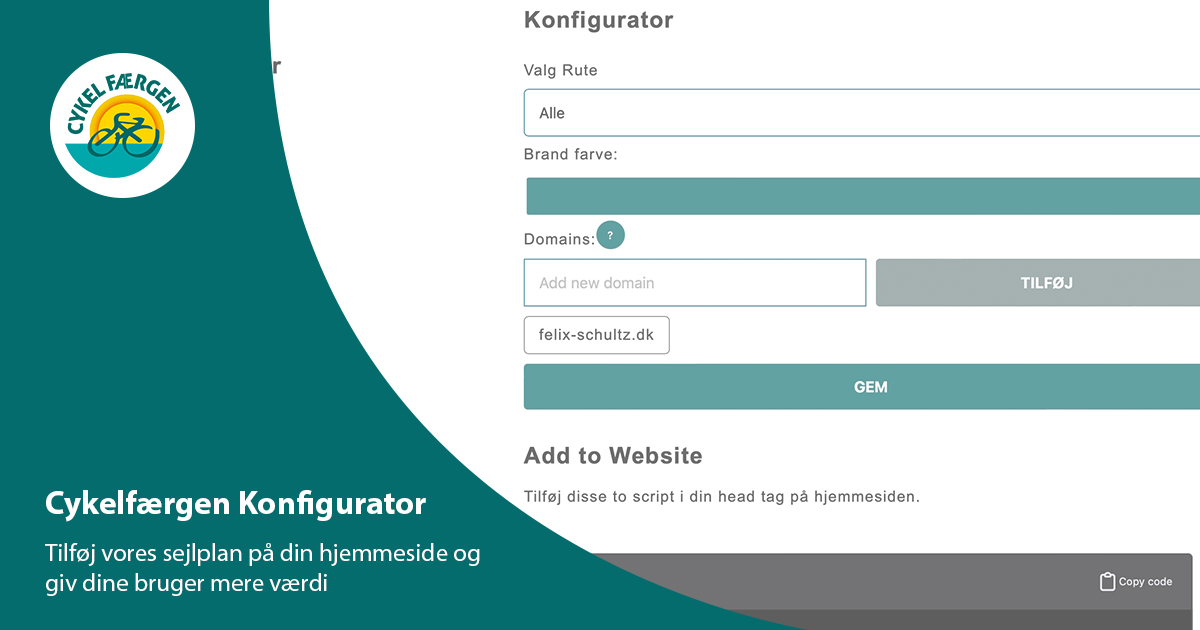 CYKEL FÆRGEN
Cykelfærgen Konfigurator
Tilføj vores sejlplan på din hjemmeside og
giv dine bruger mere værdi
r
Konfigurator
Valg Rute
Alle
Brand farve:
Domains:
?
Add new domain
TILFØJ
felix-schultz.dk
GEM
Add to Website
Tilføj disse to script i din head tag på hjemmesiden.
Copy code